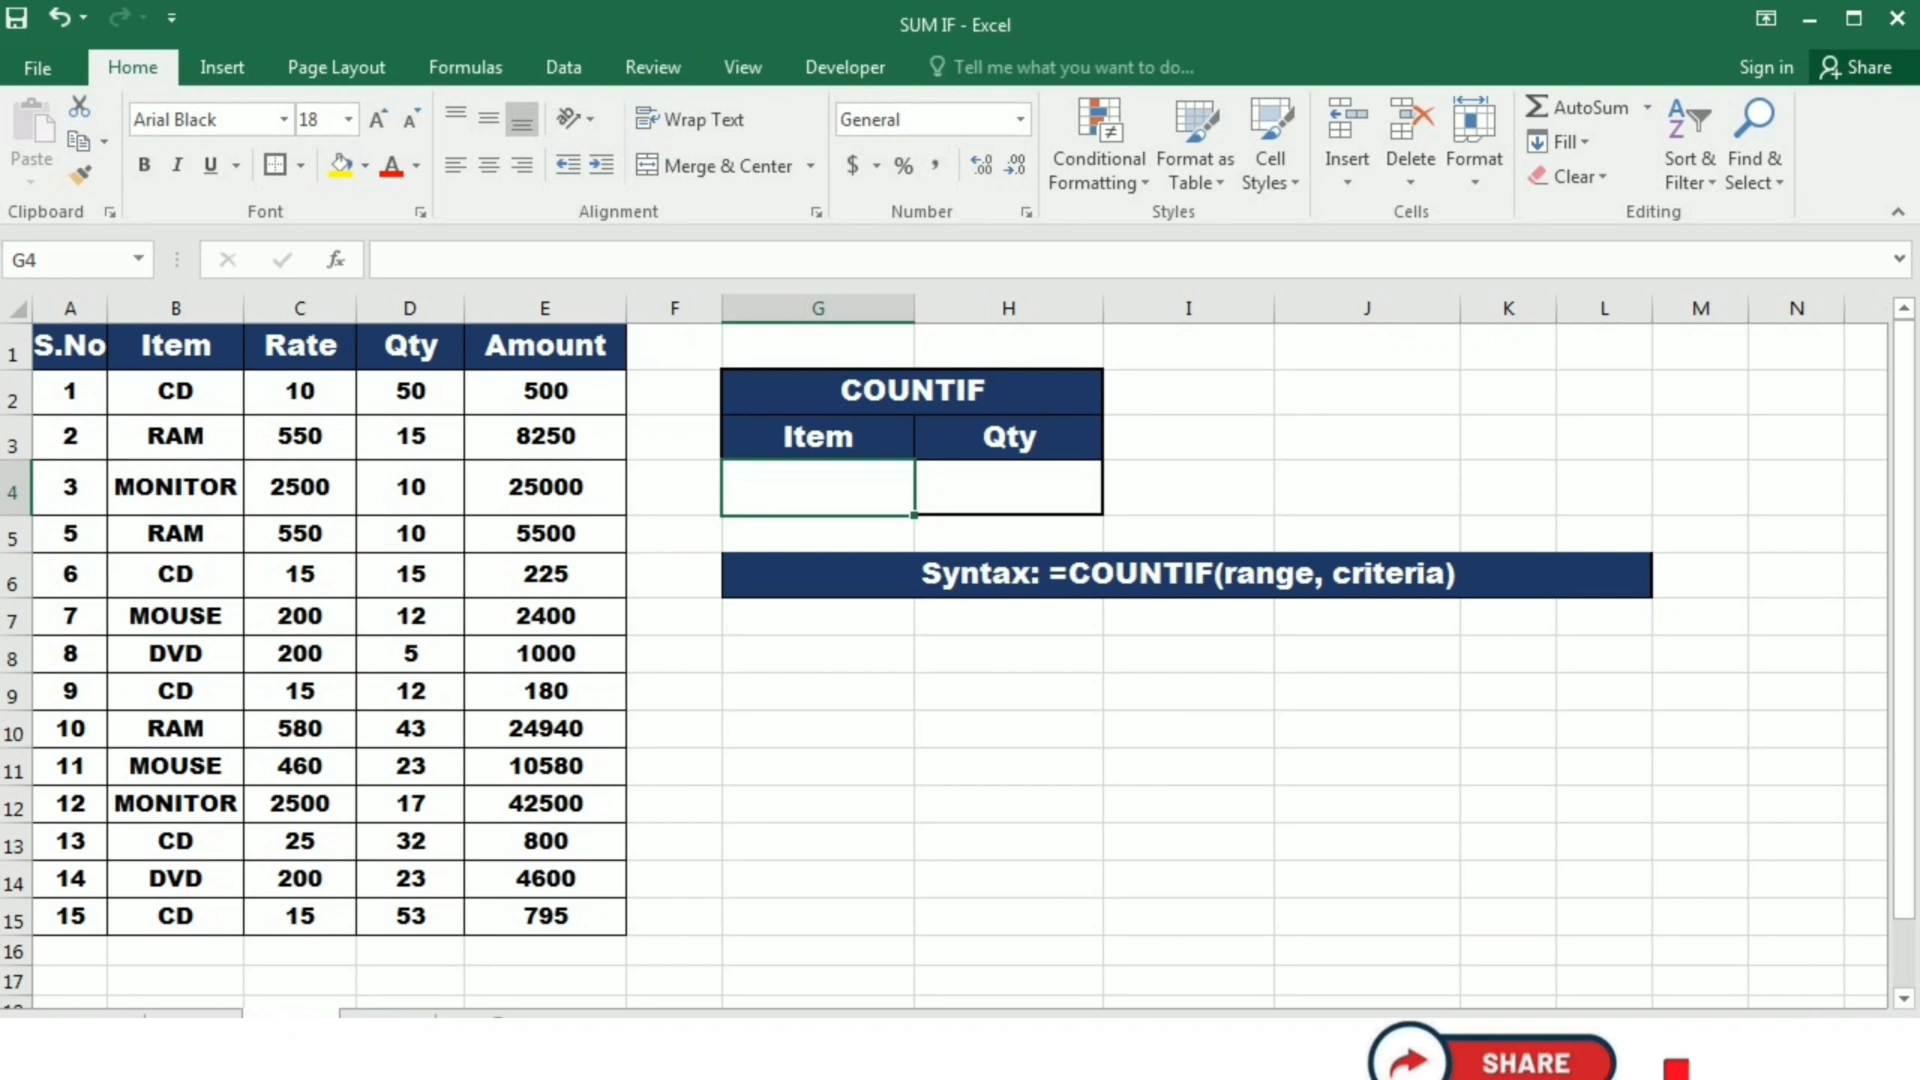 SUM IF - Excel
File Home Insert Page Layout Formulas Data Review View Developer Tell me what you want to do... Sign in Share
Paste
Arial Black 18
Wrap Text
General
B I U
Merge & Center
$ %
Conditional Formatting
Format as Table
Cell Styles
Insert Delete Format
AutoSum
Fill
Clear
Sort & Filter
Find & Select
Clipboard Font Alignment Number Styles Cells Editing
G4 fx
A B C D E F G H I J K L M N
1 S.No Item Rate Qty Amount
2 1 CD 10 50 500 COUNTIF
3 2 RAM 550 15 8250 Item Qty
4 3 MONITOR 2500 10 25000
5 5 RAM 550 10 5500
6 6 CD 15 15 225 Syntax: =COUNTIF(range, criteria)
7 7 MOUSE 200 12 2400
8 8 DVD 200 5 1000
9 9 CD 15 12 180
10 10 RAM 580 43 24940
11 11 MOUSE 460 23 10580
12 12 MONITOR 2500 17 42500
13 13 CD 25 32 800
14 14 DVD 200 23 4600
15 15 CD 15 53 795
16
17
SHARE